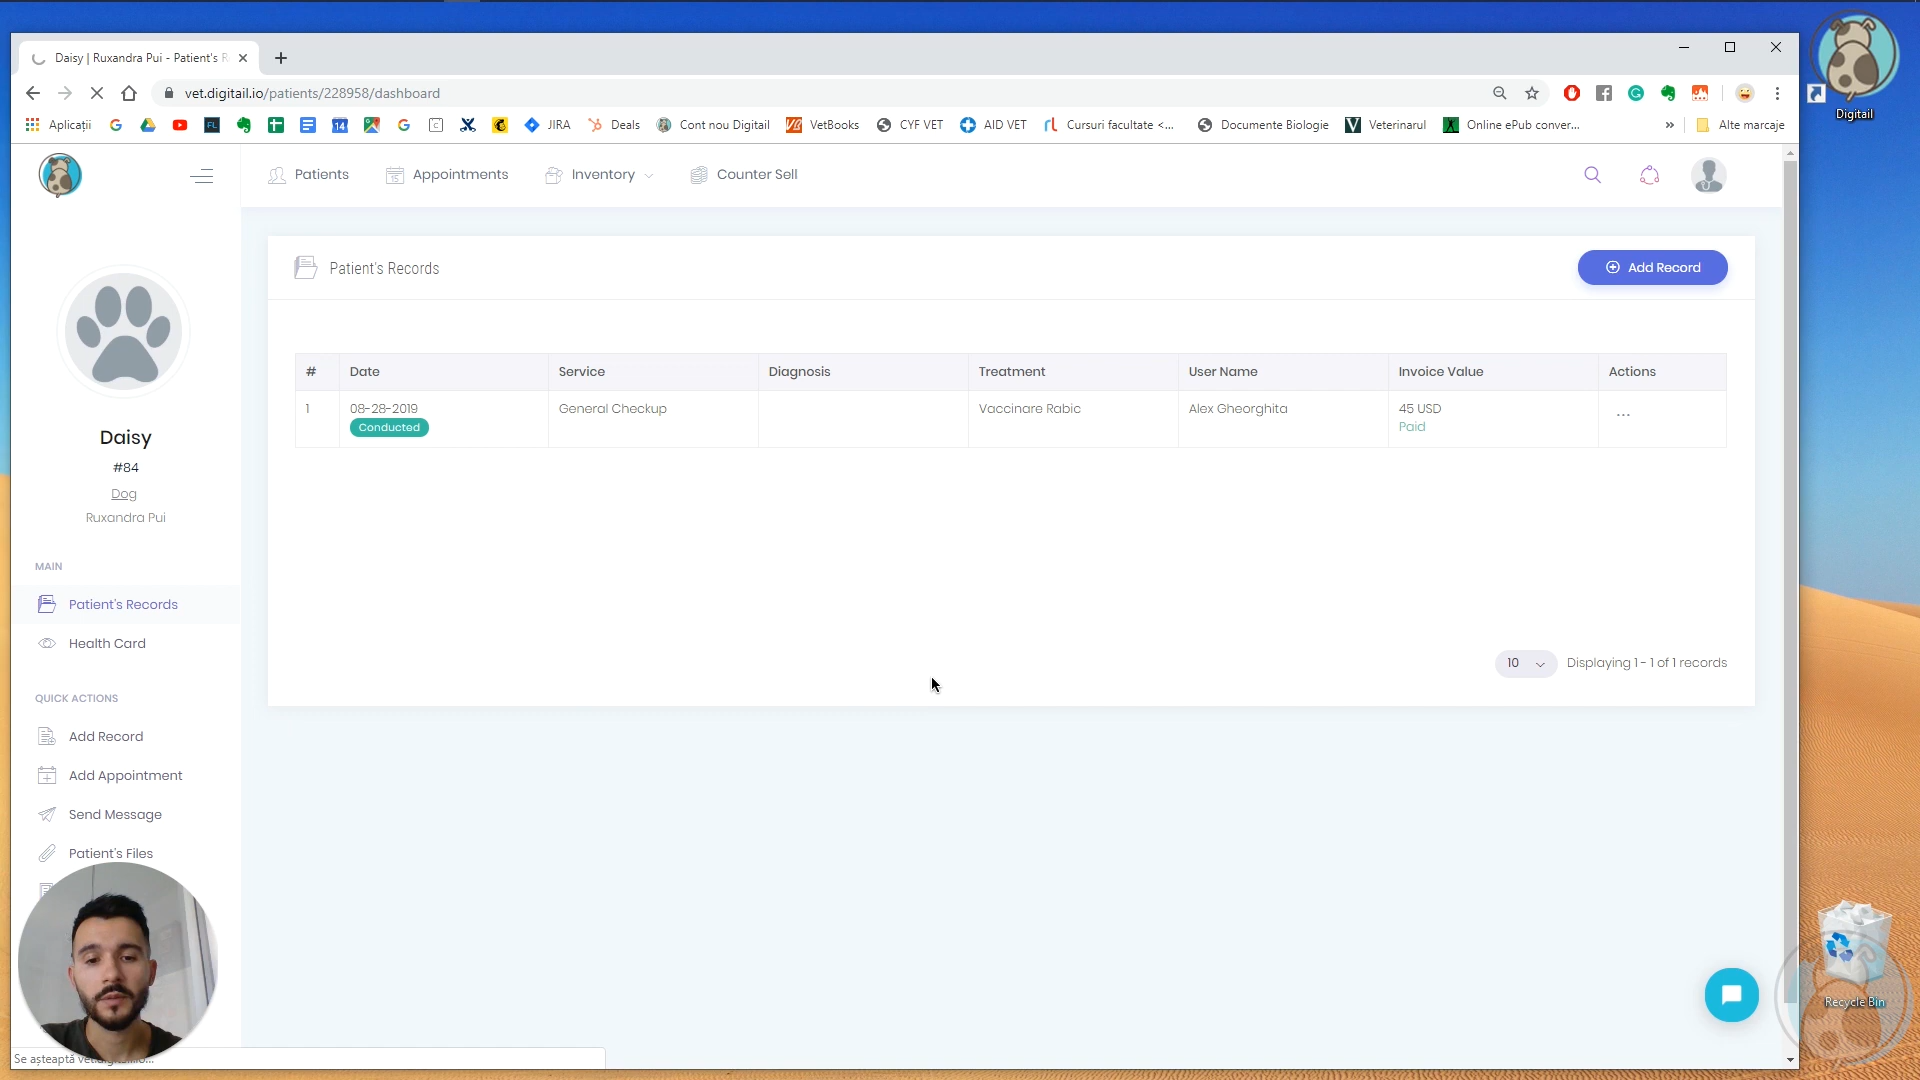 Daisy | Ruxandra Pui - Patient's R
vet.digitail.io/patients/228958/dashboard
Aplicații
JIRA
Deals
Cont nou Digitail
VetBooks
CYF VET
AID VET
Cursuri facultate <...
Documente Biologie
Veterinarul
Online ePub conver...
»
Alte marcaje
Digitail
Patients
Appointments
Inventory
Counter Sell
Patient's Records
Add Record
# Date Service Diagnosis Treatment User Name Invoice Value Actions
1 08-28-2019 General Checkup Vaccinare Rabic Alex Gheorghita 45 USD ...
Conducted Paid
10 Displaying 1 - 1 of 1 records
Daisy
#84
Dog
Ruxandra Pui
MAIN
Patient's Records
Health Card
QUICK ACTIONS
Add Record
Add Appointment
Send Message
Patient's Files
Se așteaptă
Recycle Bin